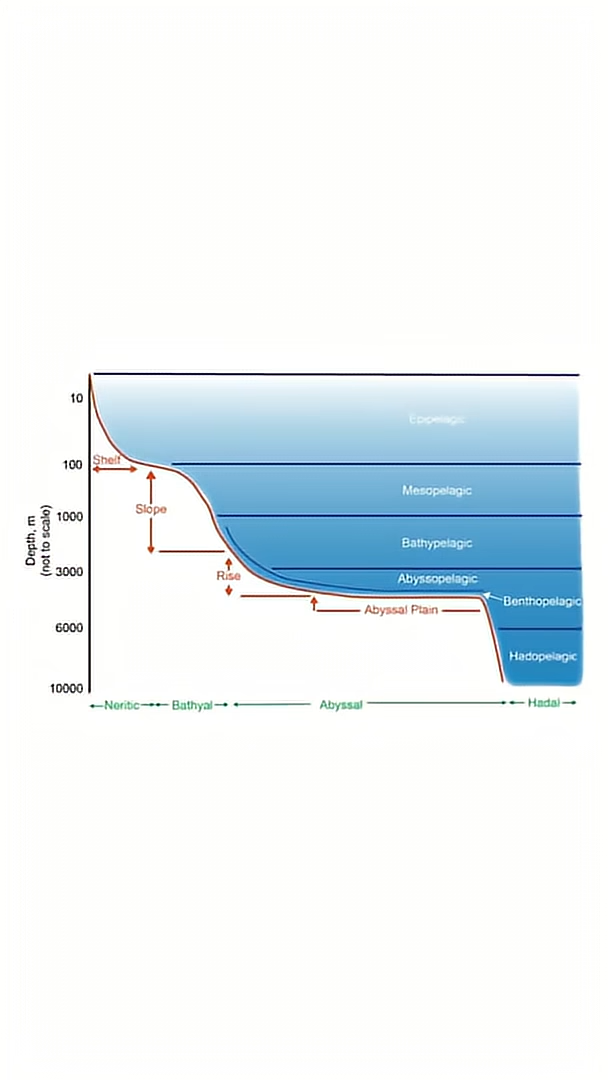 10
Epipelagic
Shelf
100
Mesopelagic
Slope
1000
Depth, m
(not to scale)
Bathypelagic
3000
Rise
Abyssopelagic
Benthopelagic
Abyssal Plain
6000
Hadopelagic
10000
Neritic
Bathyal
Abyssal
Hadal